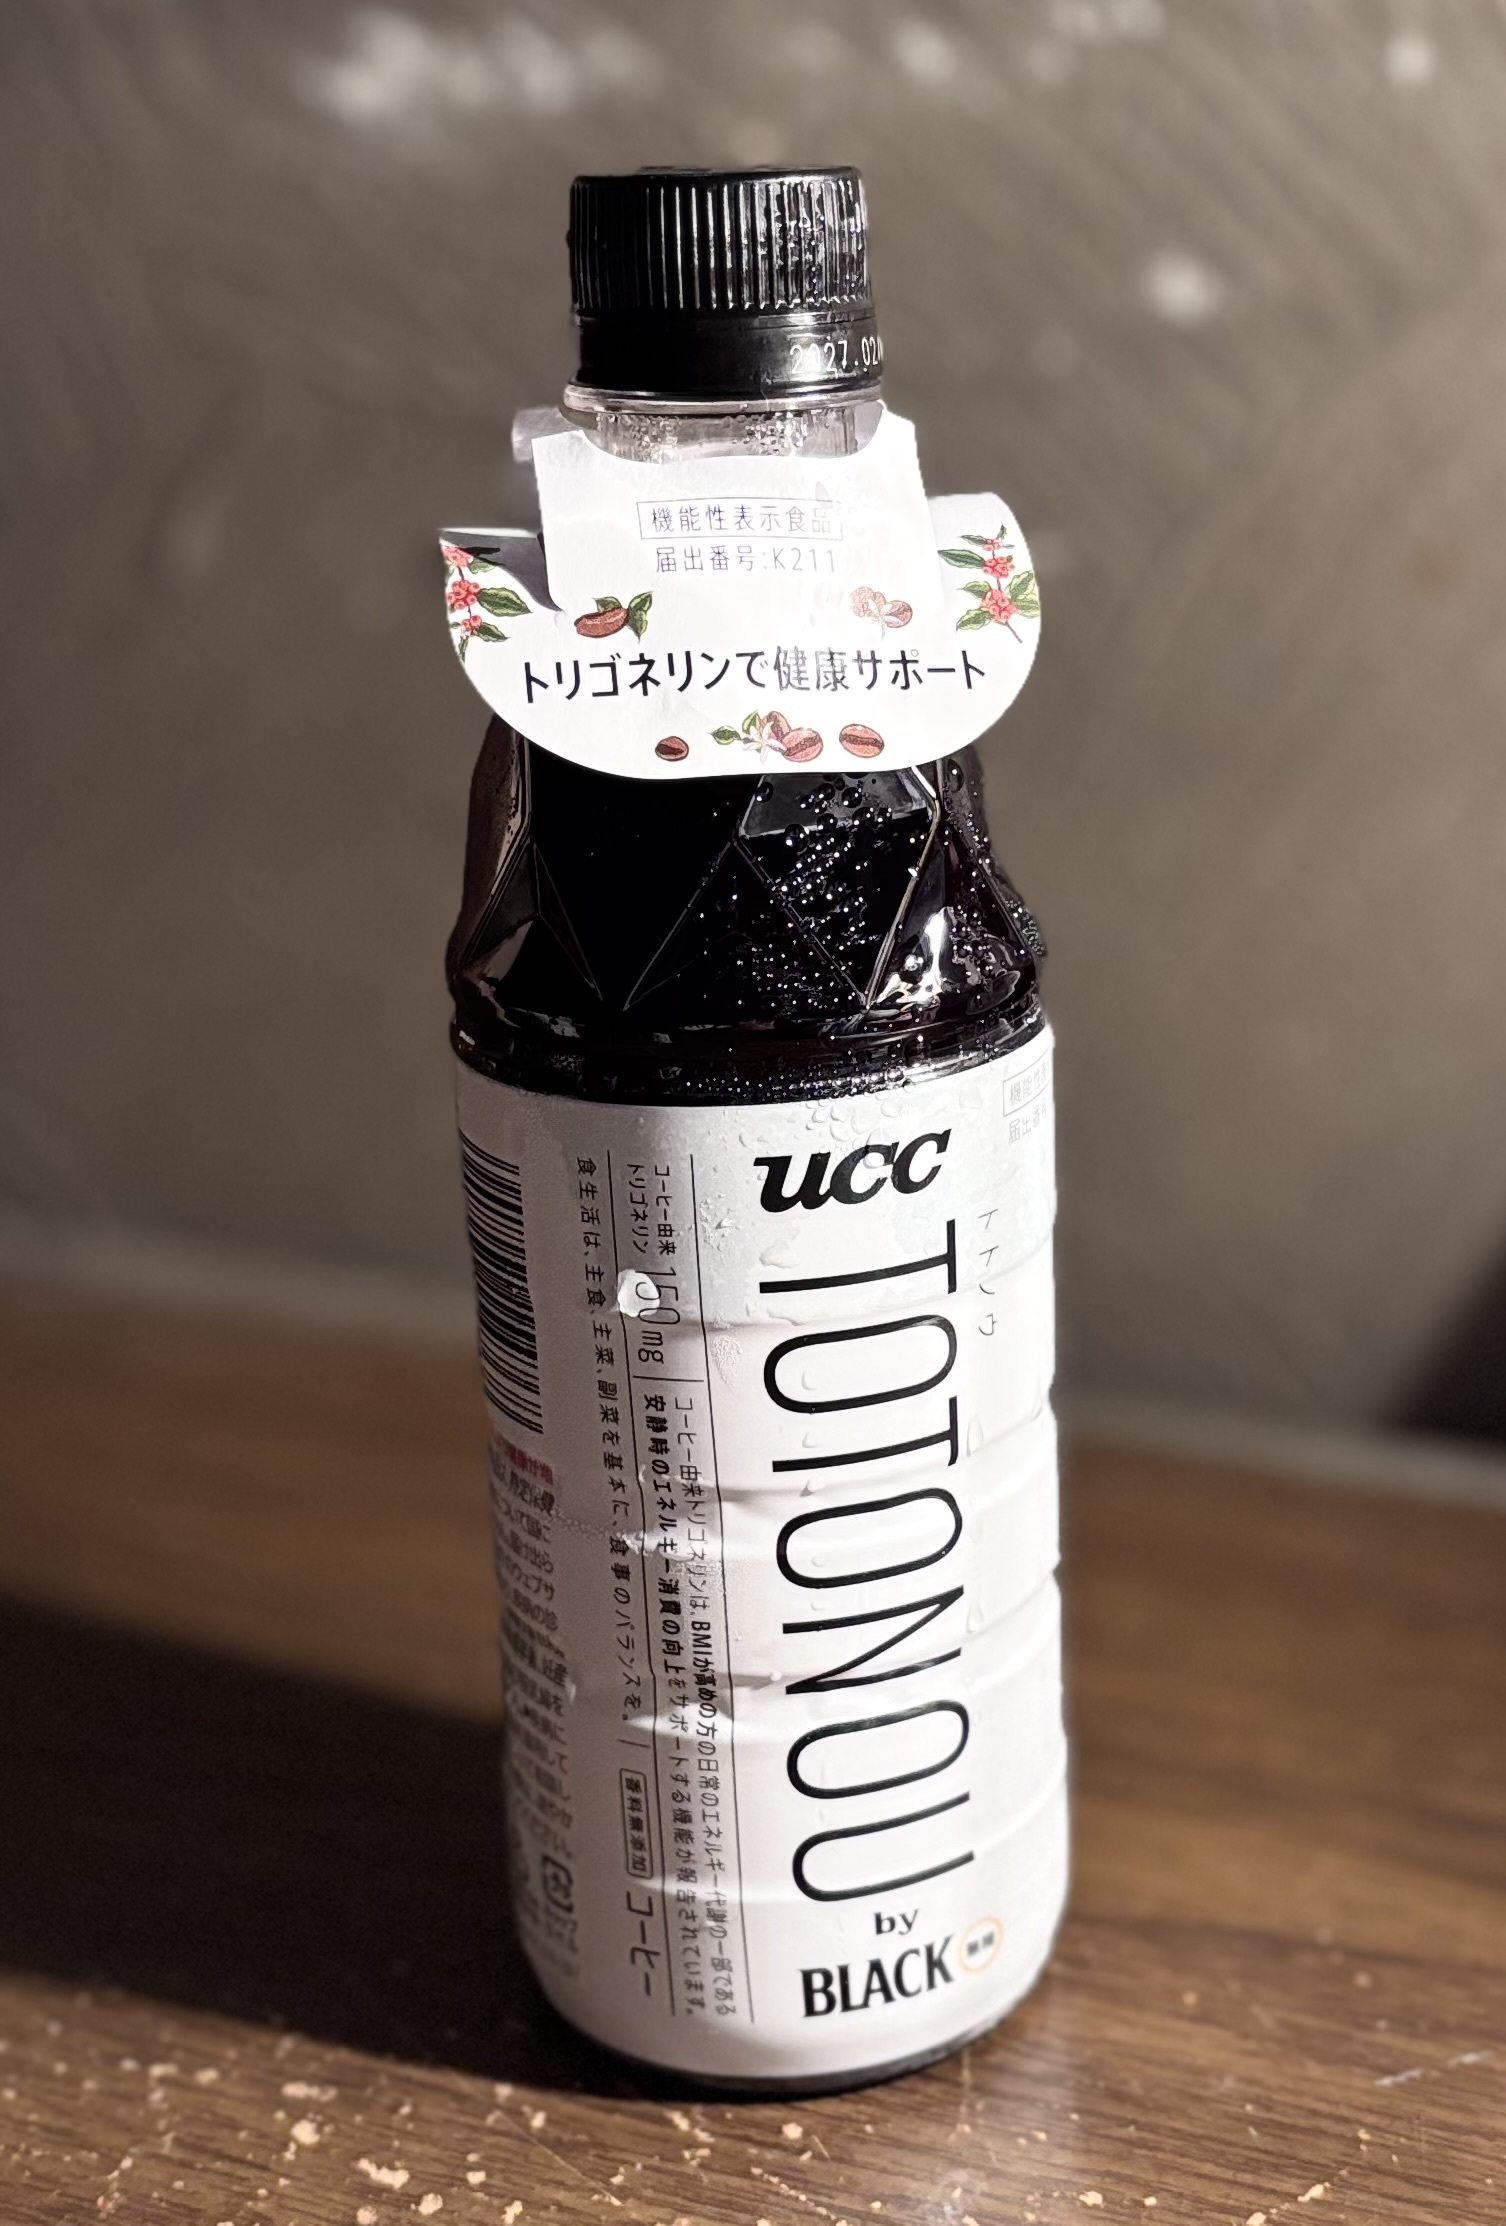 2027.02
機能性表示食品
届出番号:K211
トリゴネリンで健康サポート
機能性表
届出番
ucc
TOTONOU
トトノウ
by
BLACK
無糖
コーヒー由来
トリゴネリン
150mg
コーヒー由来トリゴネリンは、BMIが高めの方の日常のエネルギー代謝の一部である
安静時のエネルギー消費の向上をサポートする機能が報告されています。
食生活は、主食、主菜、副菜を基本に、食事のバランスを。
香料無添加
コーヒー